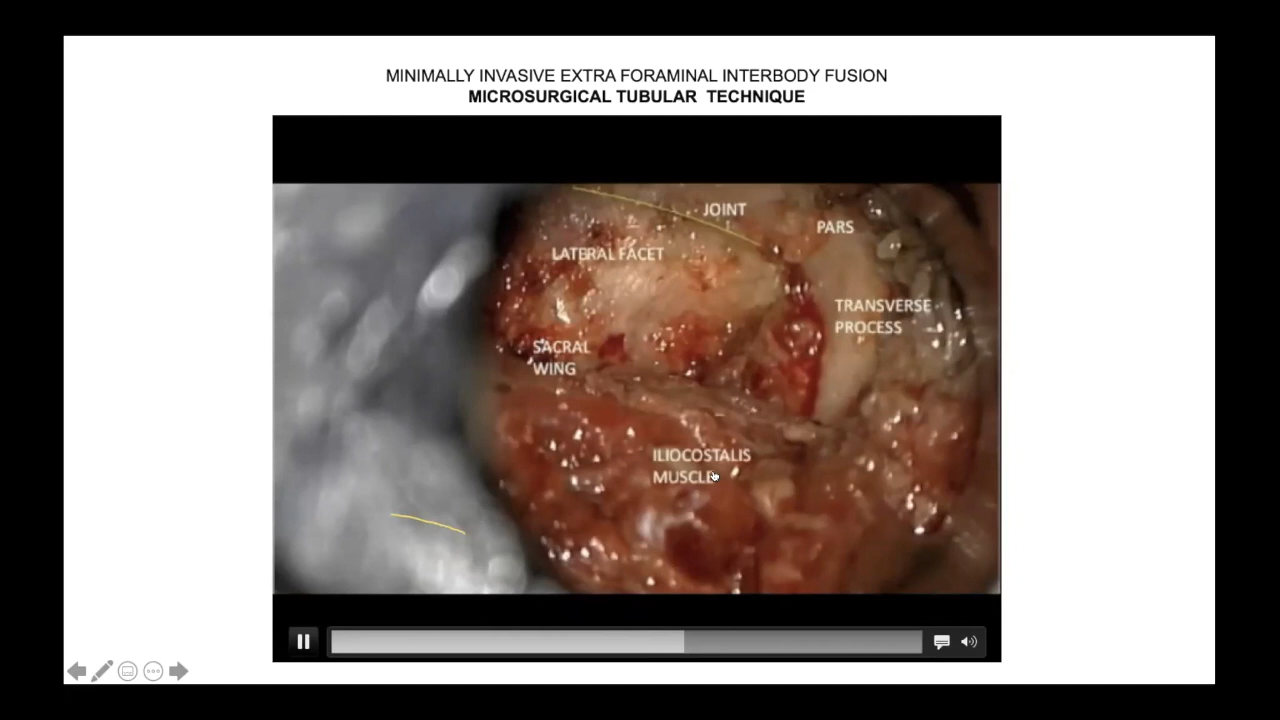 MINIMALLY INVASIVE EXTRA FORAMINAL INTERBODY FUSION
MICROSURGICAL TUBULAR TECHNIQUE
JOINT
PARS
LATERAL FACET
TRANSVERSE
PROCESS
SACRAL
WING
ILIOCOSTALIS
MUSCLE